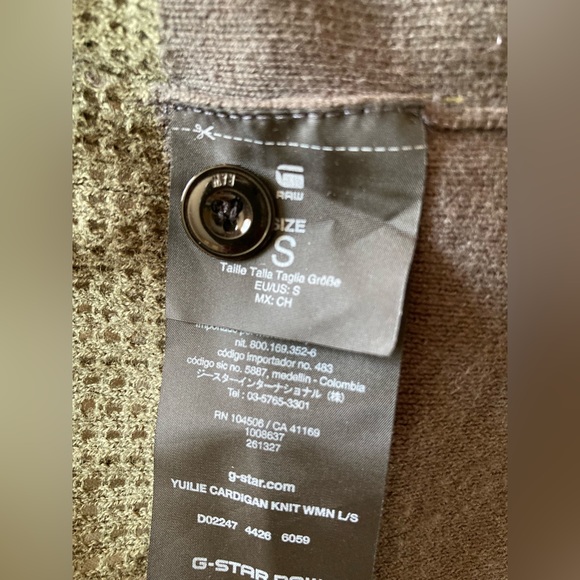 RAW
SIZE
S
Taille Talla Taglia Größe
EU/US: S
MX: CH
nit. 800.169.352-6
código importador no. 483
código sic no. 5887, medellin - Colombia
ジースターインターナショナル (株)
Tel : 03-5765-3301
RN 104506 / CA 41169
1008637
261327
g-star.com
YUILIE CARDIGAN KNIT WMN L/S
D02247 4426 6059
G-STAR RAW